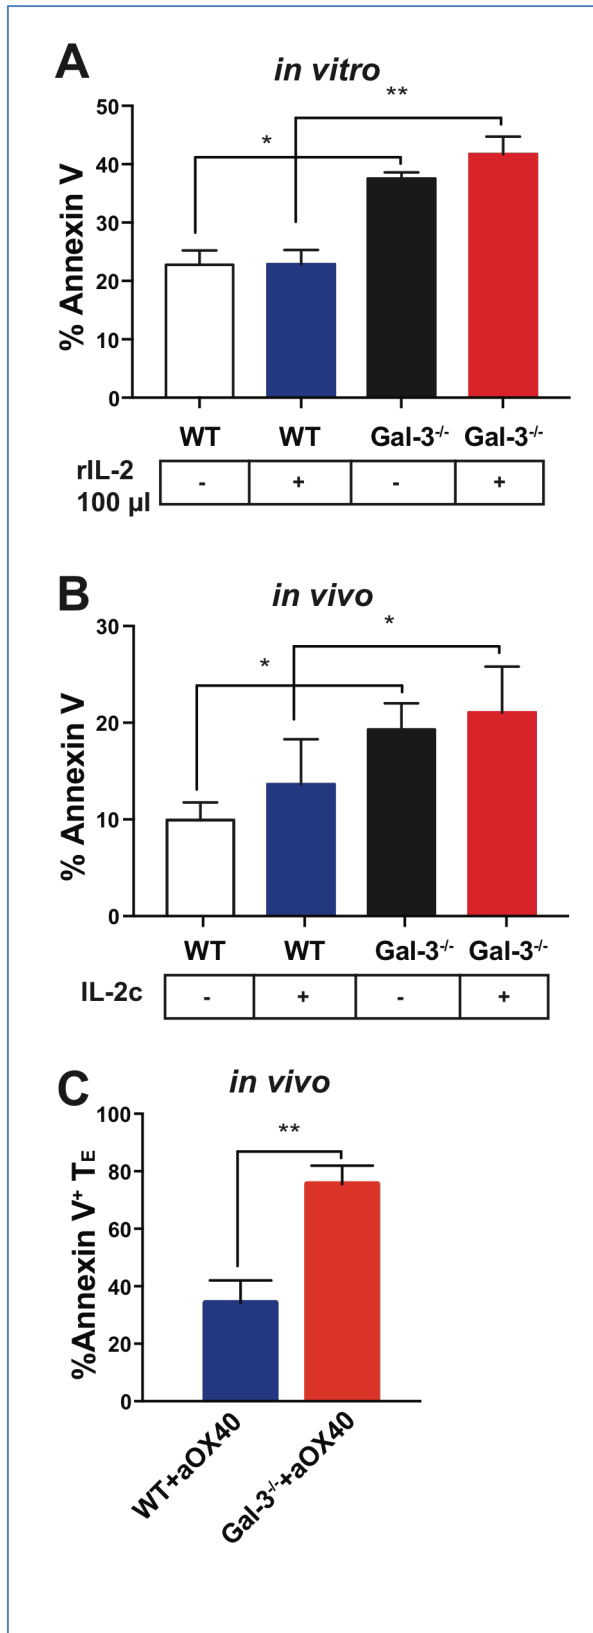 A
in vitro
**
*
50
40
30
20
10
0
% Annexin V
WT WT Gal-3-/- Gal-3-/-
rIL-2
100 µl
- + - +
B
in vivo
*
*
30
20
10
0
% Annexin V
WT WT Gal-3-/- Gal-3-/-
IL-2c
- + - +
C
in vivo
**
100
80
60
40
20
0
%Annexin V+ TE
WT+aOX40
Gal-3-/-+aOX40